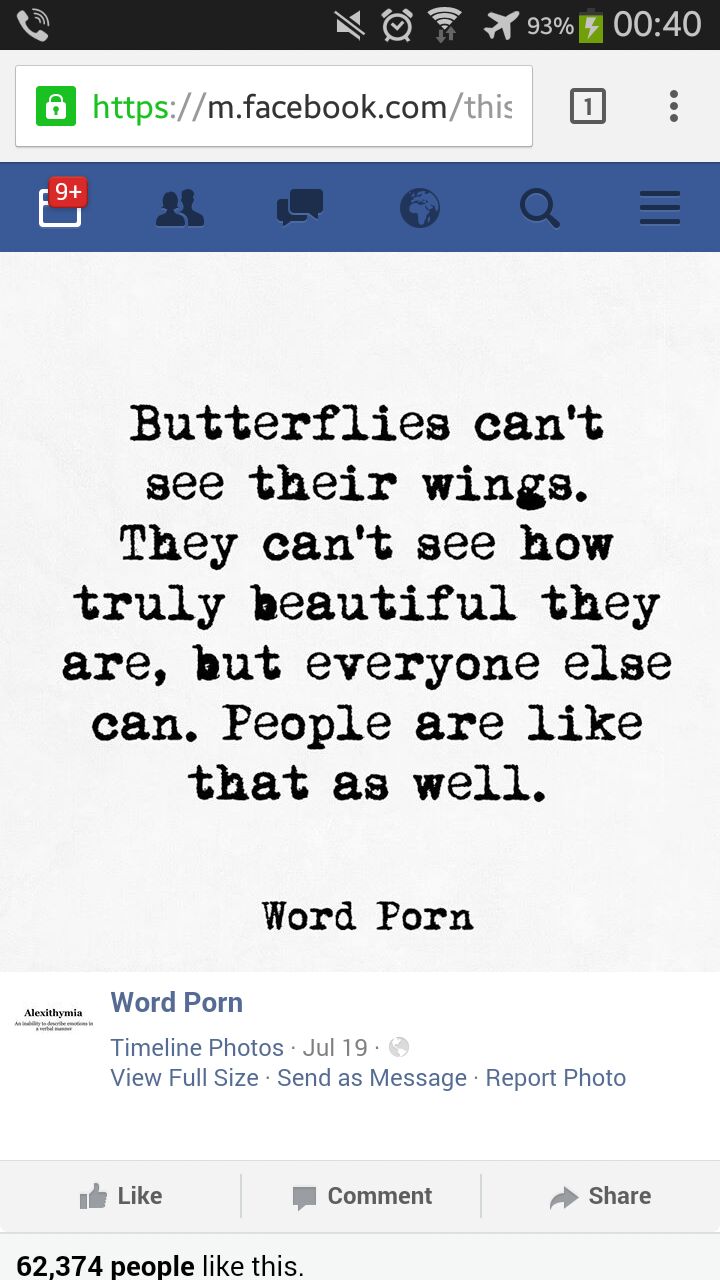 93% 00:40
https://m.facebook.com/this
1
9+
Butterflies can't
see their wings.
They can't see how
truly beautiful they
are, but everyone else
can. People are like
that as well.
Word Porn
Alexithymia
An inability to describe emotions in
a verbal manner
Word Porn
Timeline Photos · Jul 19 ·
View Full Size · Send as Message · Report Photo
Like Comment Share
62,374 people like this.